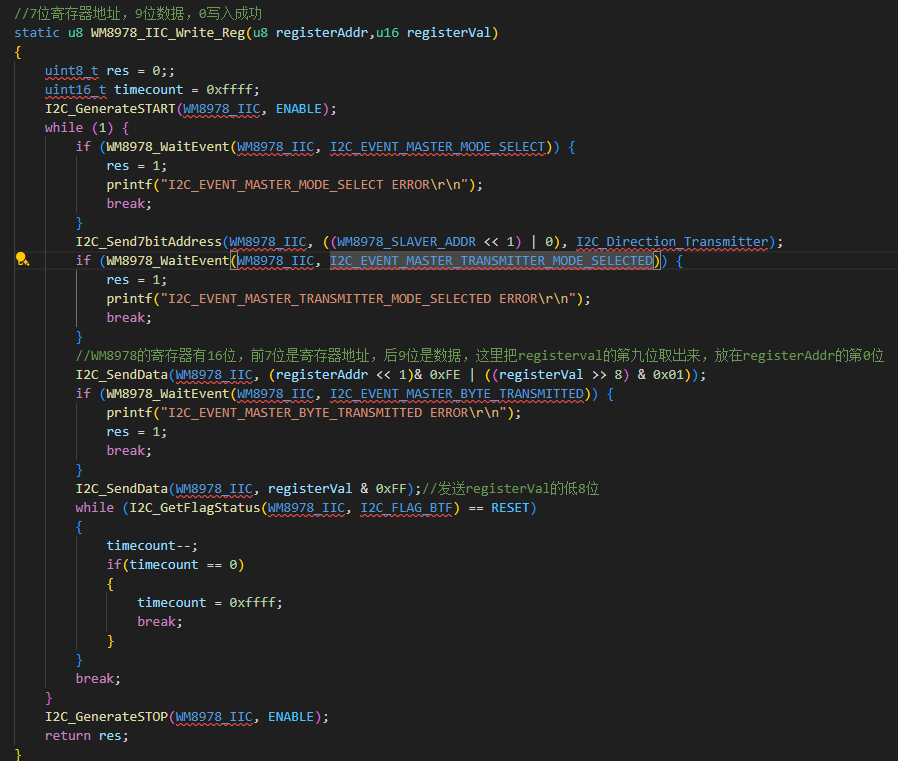 //7位寄存器地址，9位数据，0写入成功
static u8 WM8978_IIC_Write_Reg(u8 registerAddr,u16 registerVal)
{
    uint8_t res = 0;;
    uint16_t timecount = 0xffff;
    I2C_GenerateSTART(WM8978_IIC, ENABLE);
    while (1) {
        if (WM8978_WaitEvent(WM8978_IIC, I2C_EVENT_MASTER_MODE_SELECT)) {
            res = 1;
            printf("I2C_EVENT_MASTER_MODE_SELECT ERROR\r\n");
            break;
        }
        I2C_Send7bitAddress(WM8978_IIC, ((WM8978_SLAVER_ADDR << 1) | 0), I2C_Direction_Transmitter);
        if (WM8978_WaitEvent(WM8978_IIC, I2C_EVENT_MASTER_TRANSMITTER_MODE_SELECTED)) {
            res = 1;
            printf("I2C_EVENT_MASTER_TRANSMITTER_MODE_SELECTED ERROR\r\n");
            break;
        }
        //WM8978的寄存器有16位，前7位是寄存器地址，后9位是数据，这里把registerval的第九位取出来，放在registerAddr的第0位
        I2C_SendData(WM8978_IIC, (registerAddr << 1)& 0xFE | ((registerVal >> 8) & 0x01));
        if (WM8978_WaitEvent(WM8978_IIC, I2C_EVENT_MASTER_BYTE_TRANSMITTED)) {
            printf("I2C_EVENT_MASTER_BYTE_TRANSMITTED ERROR\r\n");
            res = 1;
            break;
        }
        I2C_SendData(WM8978_IIC, registerVal & 0xFF);//发送registerVal的低8位
        while (I2C_GetFlagStatus(WM8978_IIC, I2C_FLAG_BTF) == RESET)
        {
            timecount--;
            if(timecount == 0)
            {
                timecount = 0xffff;
                break;
            }
        }
        break;
    }
    I2C_GenerateSTOP(WM8978_IIC, ENABLE);
    return res;
}